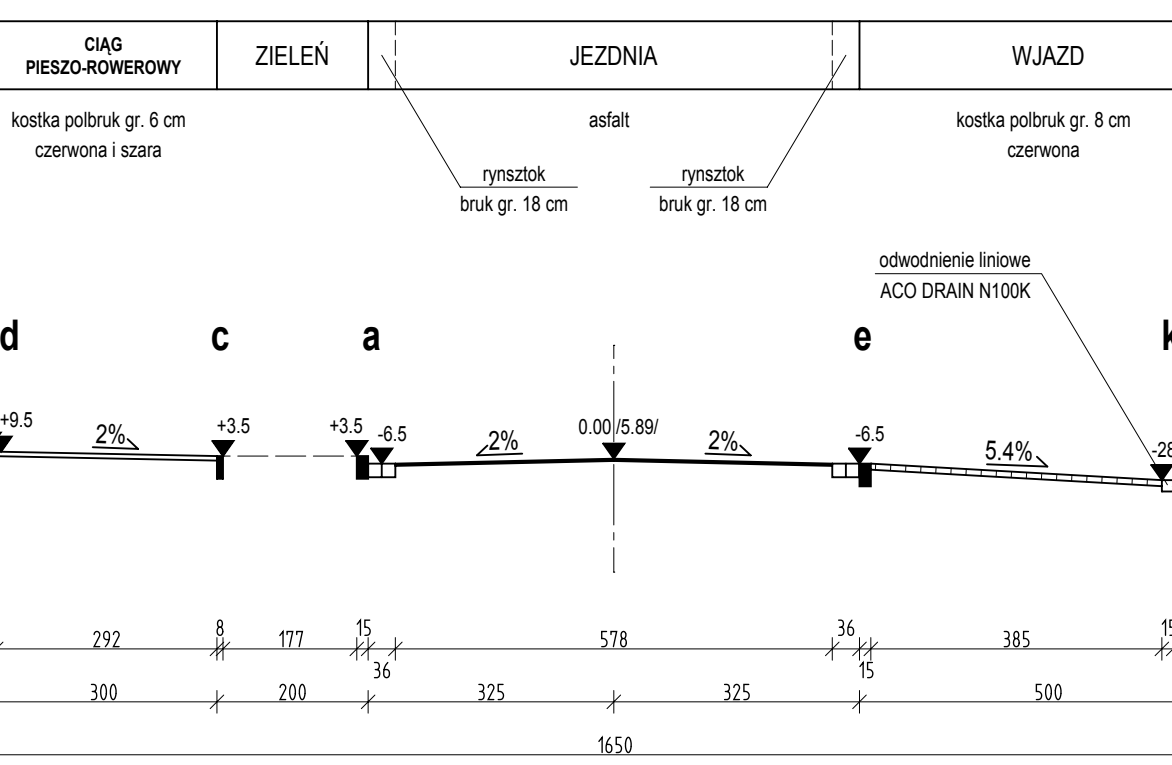 CIĄG
PIESZO-ROWEROWY
ZIELEŃ
JEZDNIA
WJAZD
kostka polbruk gr. 6 cm
czerwona i szara
asfalt
kostka polbruk gr. 8 cm
czerwona
rynsztok
bruk gr. 18 cm
rynsztok
bruk gr. 18 cm
odwodnienie liniowe
ACO DRAIN N100K
d
c
a
e
k
+9.5
2%
+3.5
+3.5
-6.5
2%
0.00 /5.89/
2%
-6.5
5.4%
-28
292
8
177
15
36
578
36
15
385
15
300
200
325
325
500
1650